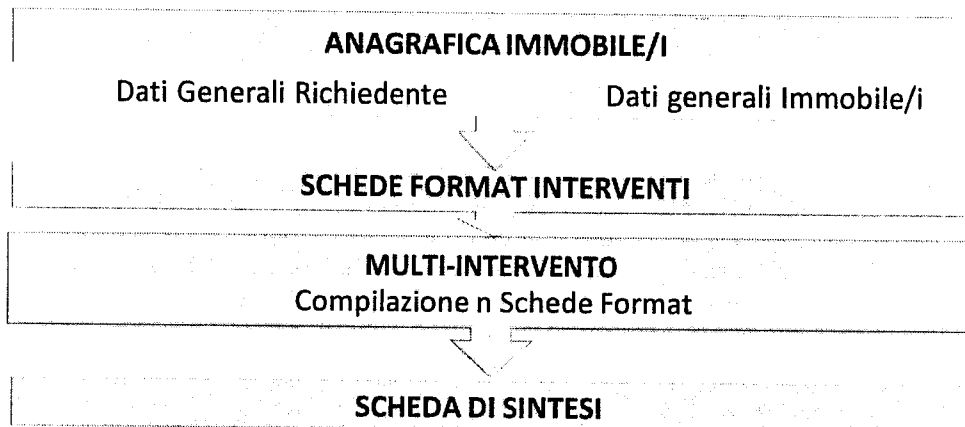 ANAGRAFICA IMMOBILE/I
Dati Generali Richiedente Dati generali Immobile/i
SCHEDE FORMAT INTERVENTI
MULTI-INTERVENTO
Compilazione n Schede Format
SCHEDA DI SINTESI